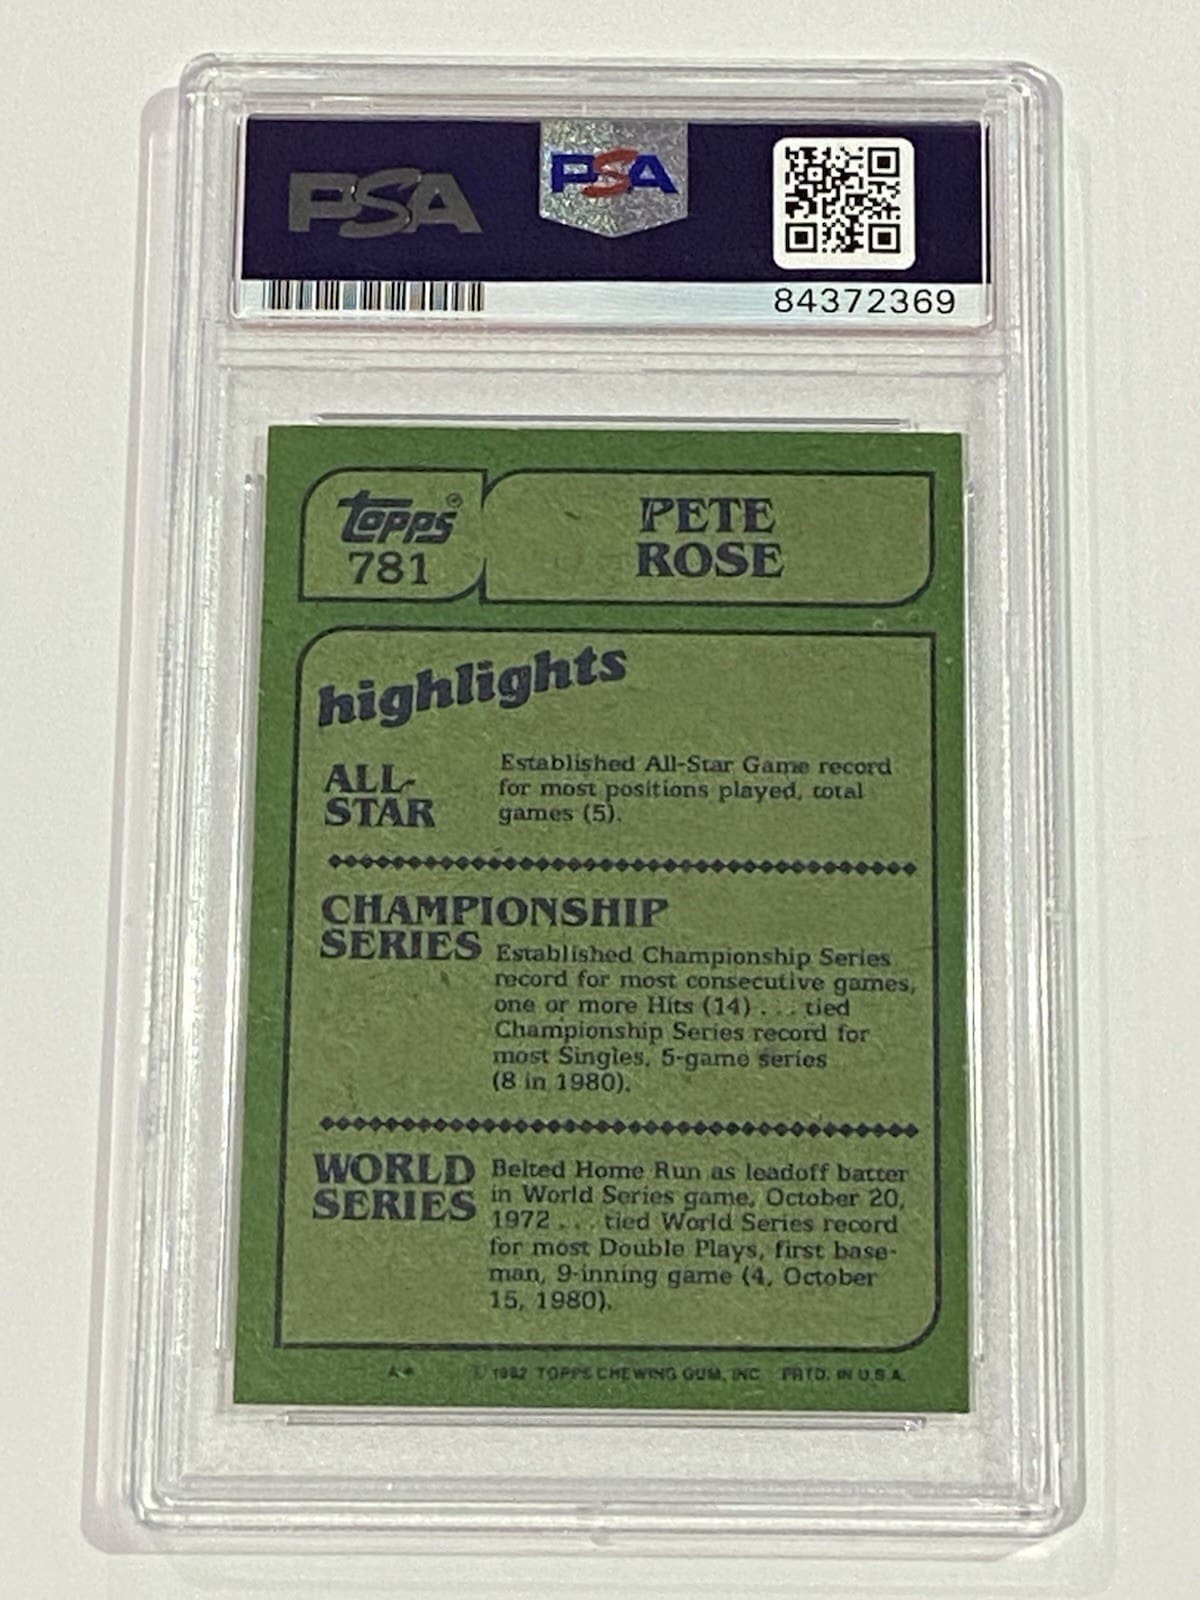 PSA
PSA
84372369
Topps®
781
PETE
ROSE
highlights
ALL-
STAR
Established All-Star Game record
for most positions played, total
games (5).
CHAMPIONSHIP
SERIES
Established Championship Series
record for most consecutive games,
one or more Hits (14) . . . tied
Championship Series record for
most Singles, 5-game series
(8 in 1980).
WORLD
SERIES
Belted Home Run as leadoff batter
in World Series game, October 20,
1972 . . . tied World Series record
for most Double Plays, first base-
man, 9-inning game (4, October
15, 1980).
A* © 1982 TOPPS CHEWING GUM, INC. PRTD. IN U.S.A.